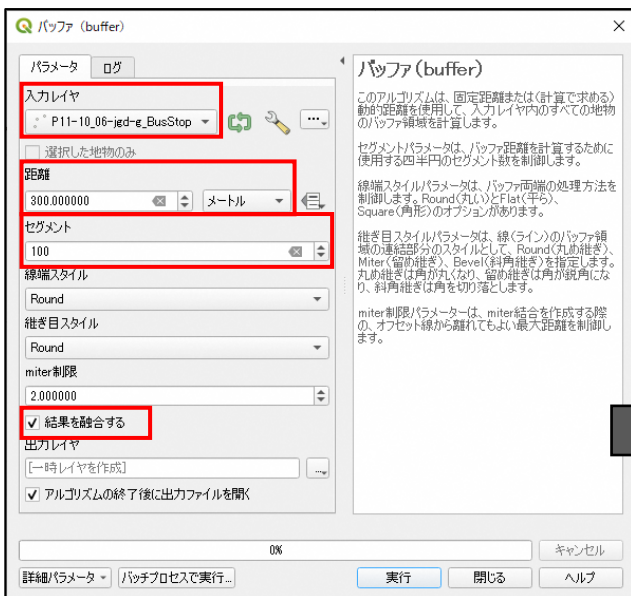 バッファ (buffer)
パラメータ
ログ
入力レイヤ
P11-10_06-jgd-g_BusStop
選択した地物のみ
距離
300.000000
メートル
セグメント
100
線端スタイル
Round
継ぎ目スタイル
Round
miter制限
2.000000
結果を融合する
出力レイヤ
[一時レイヤを作成]
アルゴリズムの終了後に出力ファイルを開く
バッファ(buffer)
このアルゴリズムは、固定距離または(計算で求める)
動的距離を使用して、入力レイヤ内のすべての地物
のバッファ領域を計算します。
セグメントパラメータは、バッファ距離を計算するために
使用する四半円のセグメント数を制御します。
線端スタイルパラメータは、バッファ両端の処理方法を
制御します。Round(丸い)とFlat(平ら)、
Square(角形)のオプションがあります。
継ぎ目スタイルパラメータは、線(ライン)のバッファ領
域の連結部分のスタイルとして、Round(丸め継ぎ)、
Miter(留め継ぎ)、Bevel(斜角継ぎ)を指定します。
丸め継ぎは角が丸くなり、留め継ぎは角が鋭角にな
り、斜角継ぎは角を切り落とします。
miter制限パラメーターは、miter結合を作成する際
の、オフセット線から離れてもよい最大距離を制御し
ます。
0%
キャンセル
詳細パラメータ
バッチプロセスで実行...
実行
閉じる
ヘルプ